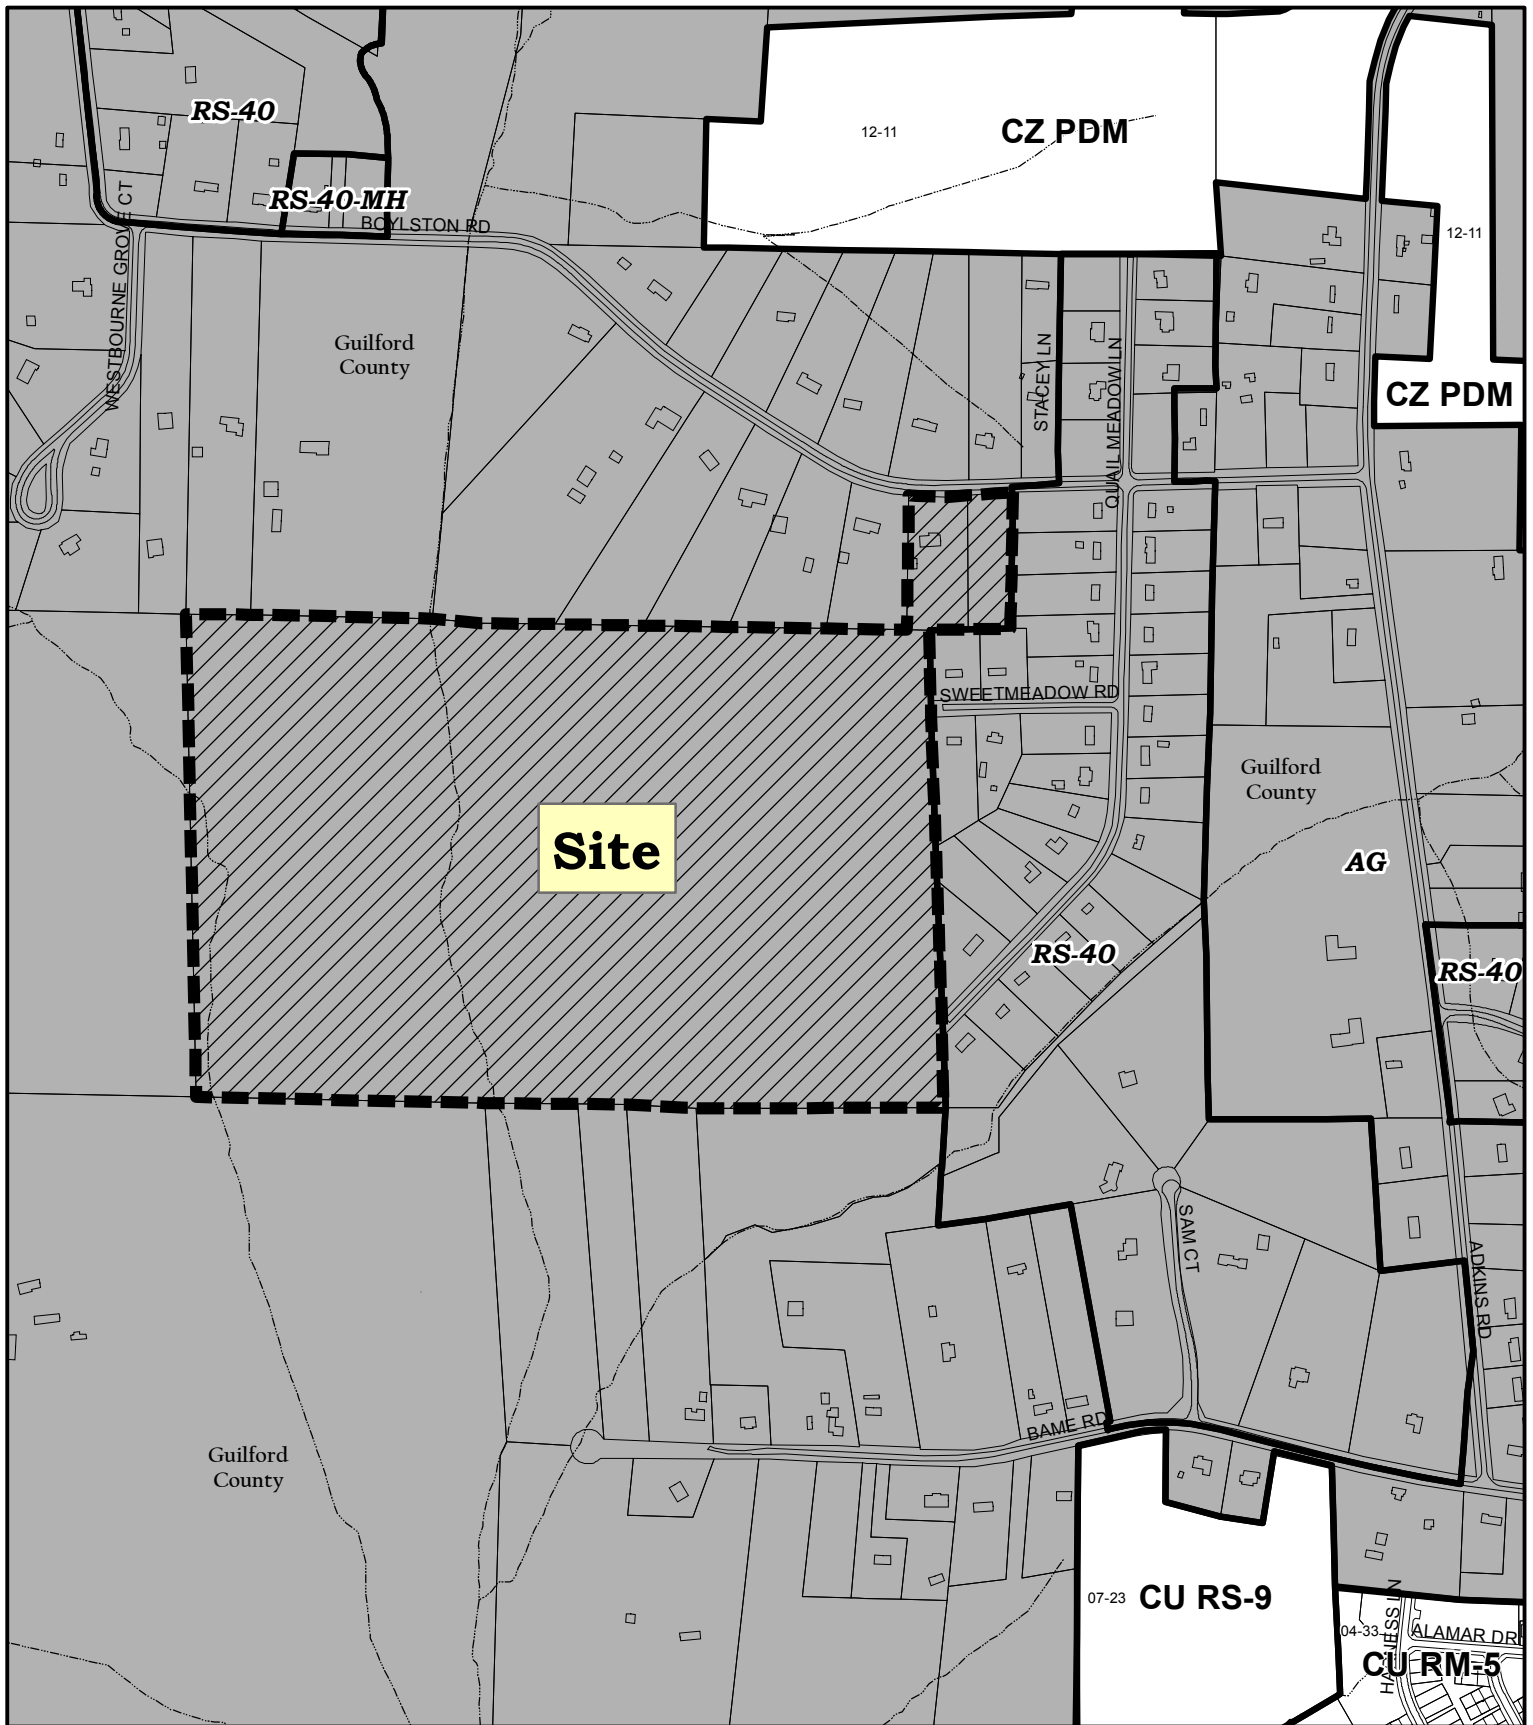 RS-40
12-11
CZ PDM
RS-40-MH
BOYLSTON RD
WESTBOURNE GROVE CT
12-11
Guilford
County
STACEY LN
QUAIL MEADOW LN
CZ PDM
SWEETMEADOW RD
Guilford
County
Site
AG
RS-40
RS-40
SAM CT
ADKINS RD
BAME RD
Guilford
County
07-23
CU RS-9
HARNESS LN
04-33
ALAMAR DR
CU RM-5